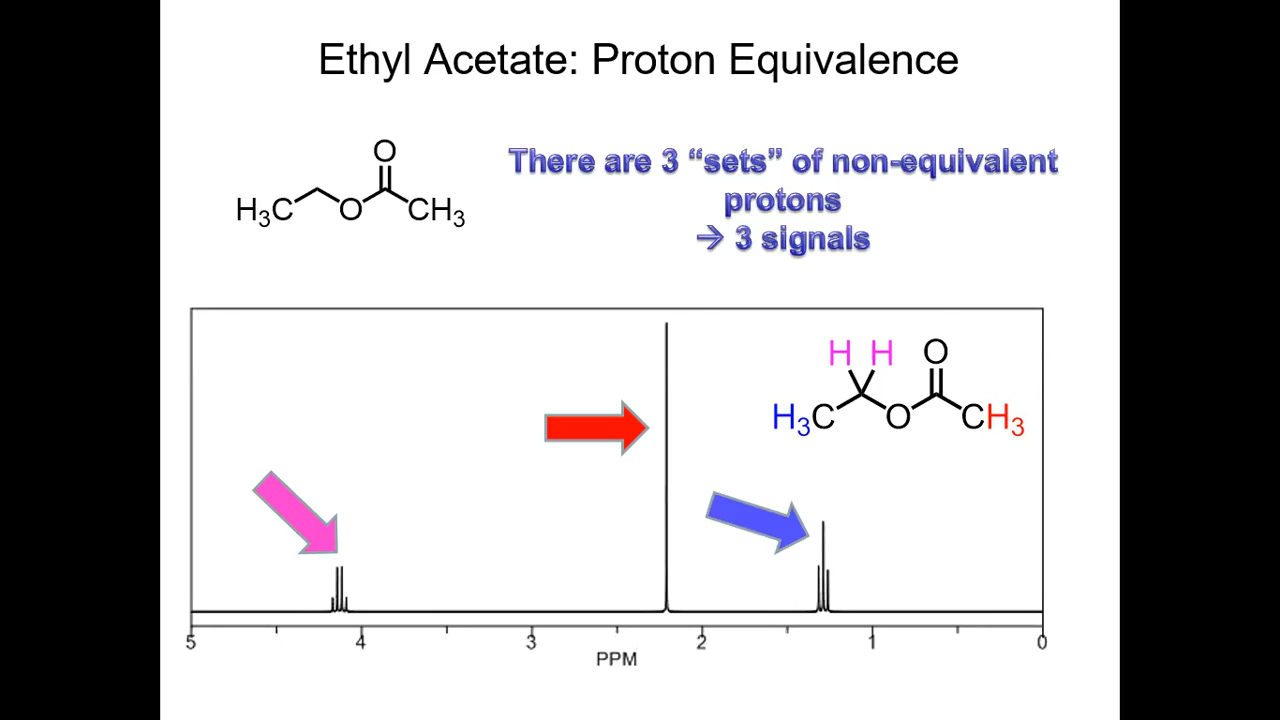 Ethyl Acetate: Proton Equivalence
O
H₃C O CH₃
There are 3 “sets” of non-equivalent
protons
→ 3 signals
H H O
H₃C O CH₃
5 4 3 2 1 0
PPM